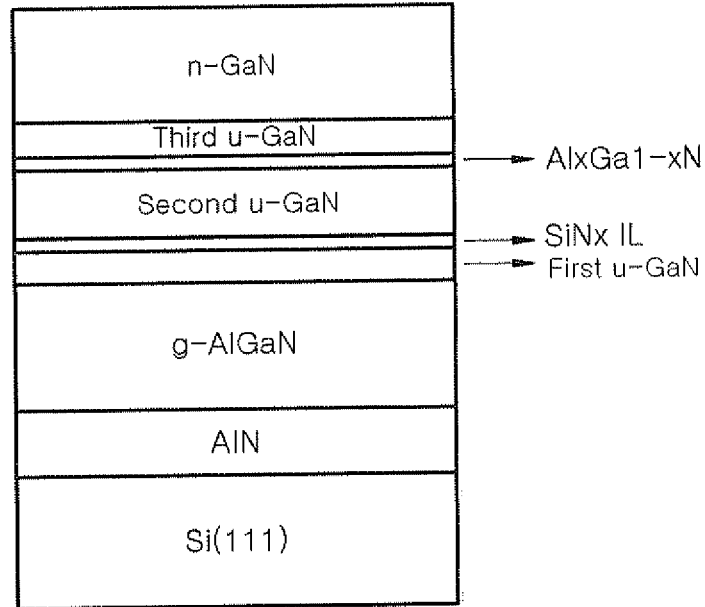 n-GaN
Third u-GaN
AlxGa1-xN
Second u-GaN
SiNx IL
First u-GaN
g-AlGaN
AlN
Si(111)